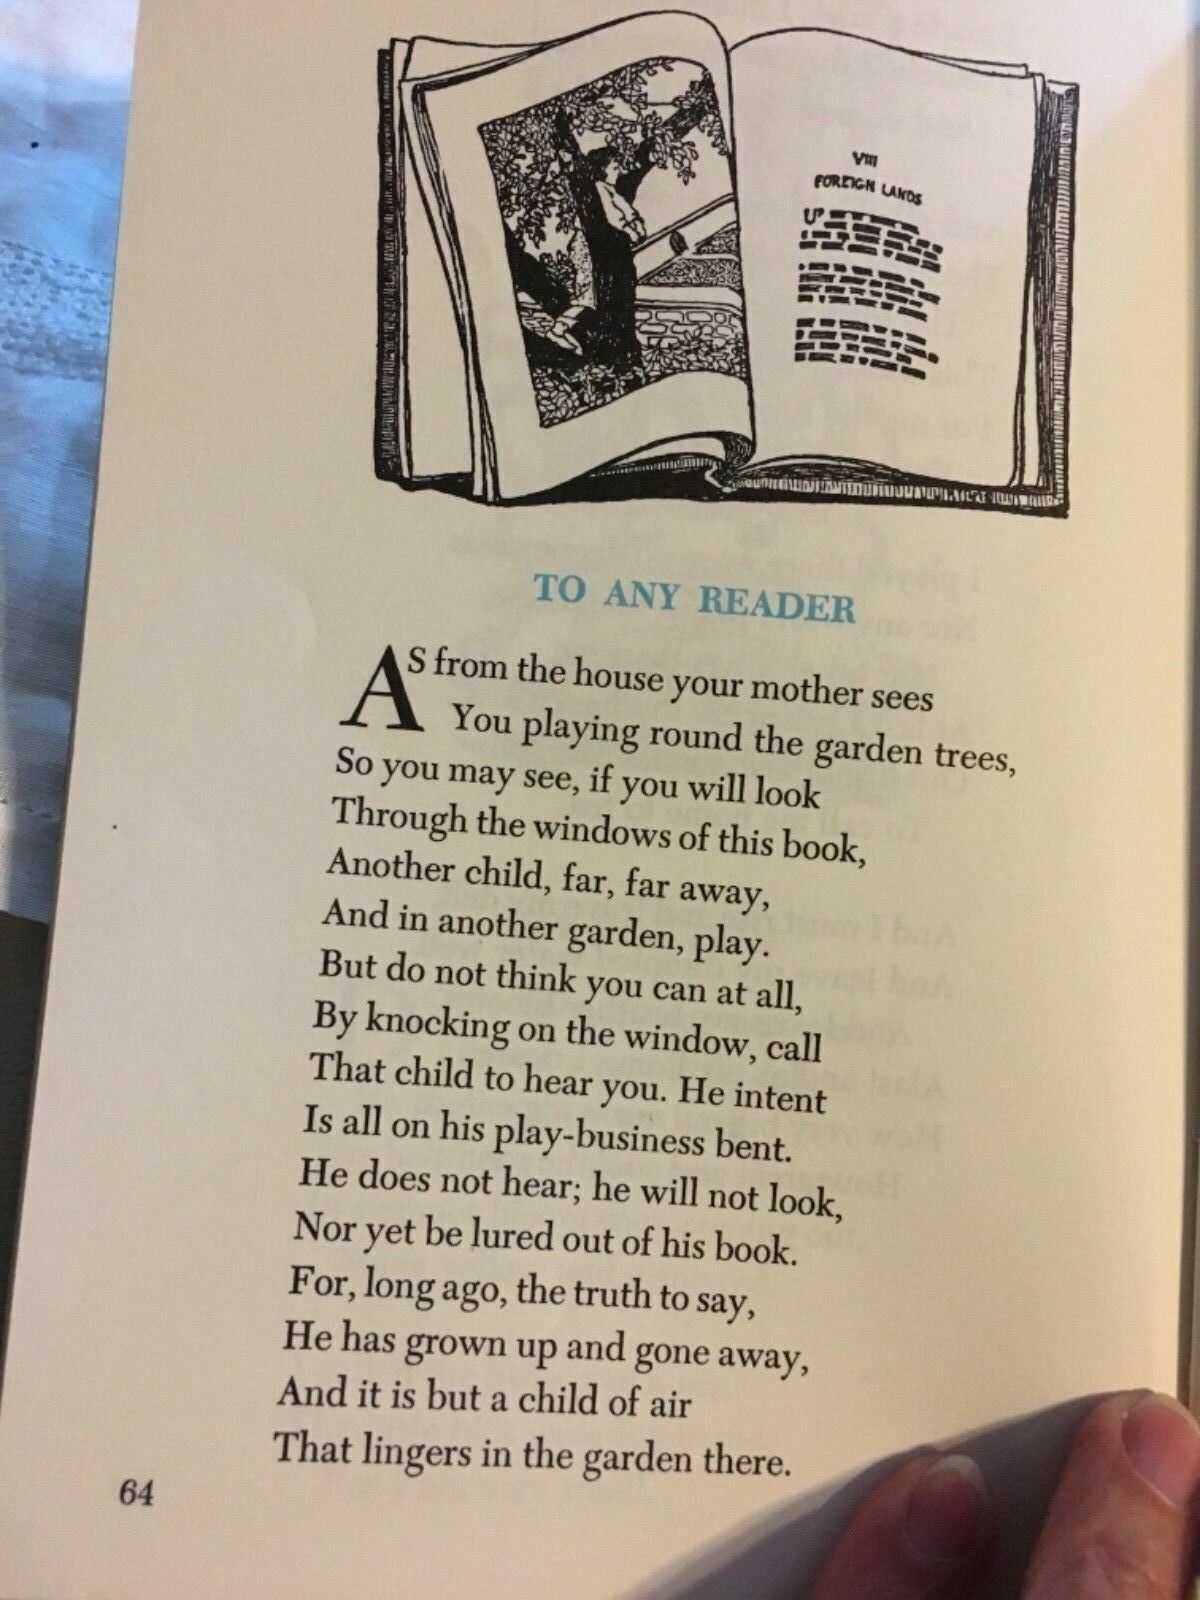 VIII
FOREIGN LANDS
UP
TO ANY READER
AS from the house your mother sees
You playing round the garden trees,
So you may see, if you will look
Through the windows of this book,
Another child, far, far away,
And in another garden, play.
But do not think you can at all,
By knocking on the window, call
That child to hear you. He intent
Is all on his play-business bent.
He does not hear; he will not look,
Nor yet be lured out of his book.
For, long ago, the truth to say,
He has grown up and gone away,
And it is but a child of air
That lingers in the garden there.
64